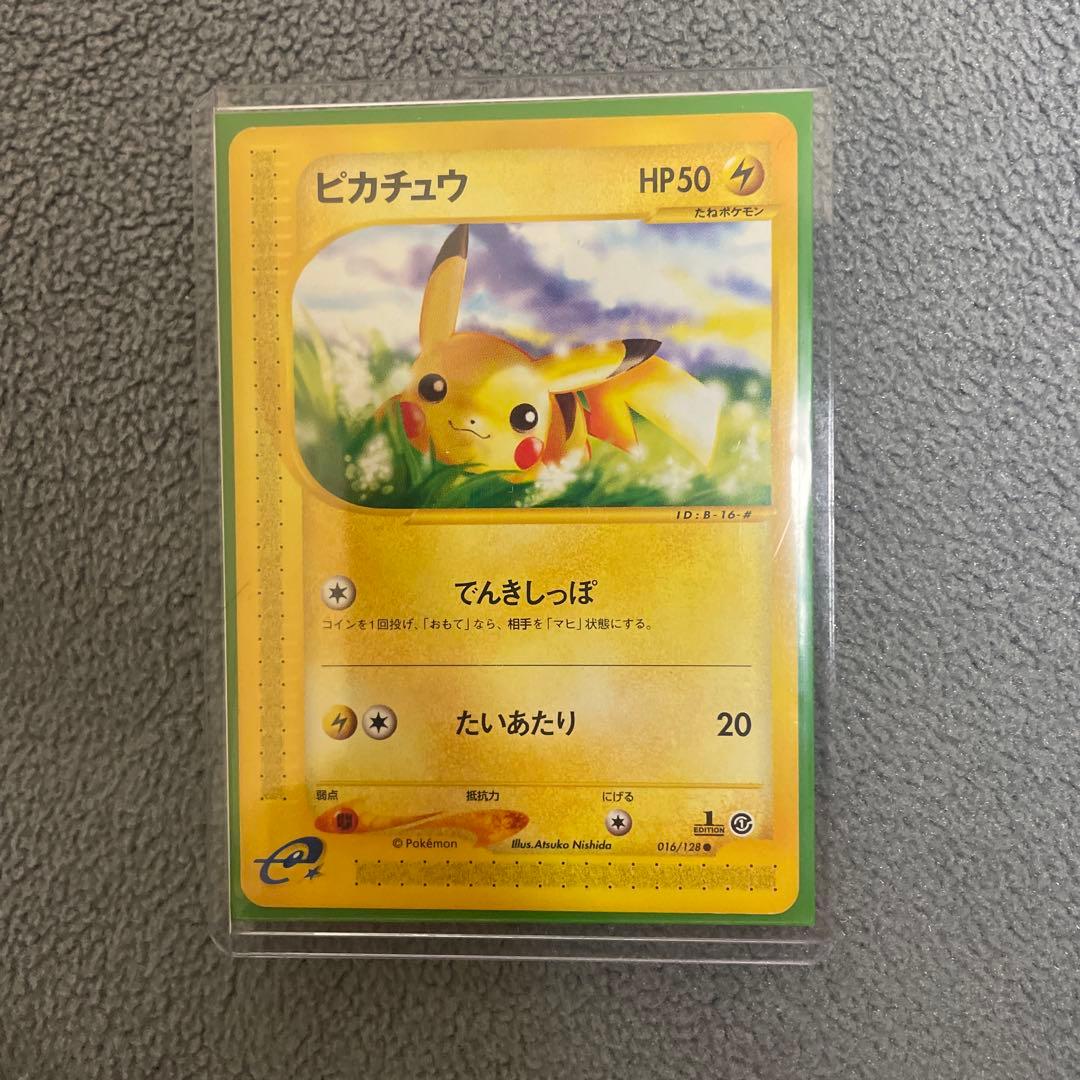 ピカチュウ HP50
たねポケモン
ID:B-16-#
でんきしっぽ
コインを1回投げ、「おもて」なら、相手を「マヒ」状態にする。
たいあたり 20
弱点 抵抗力 にげる
1
EDITION
© Pokémon Illus.Atsuko Nishida 016/128
e